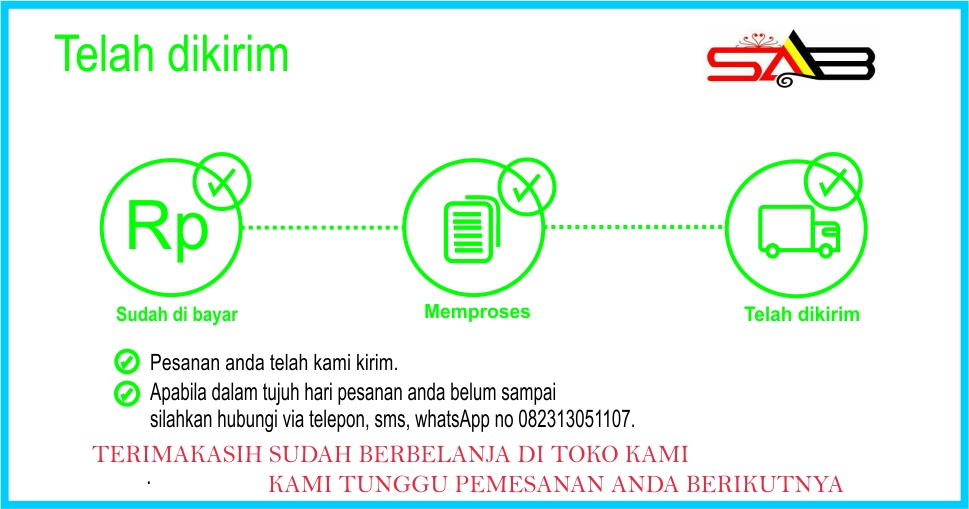 Telah dikirim
SAB
Rp
Sudah di bayar
Memproses
Telah dikirim
Pesanan anda telah kami kirim.
Apabila dalam tujuh hari pesanan anda belum sampai
silahkan hubungi via telepon, sms, whatsApp no 082313051107.
TERIMAKASIH SUDAH BERBELANJA DI TOKO KAMI
. KAMI TUNGGU PEMESANAN ANDA BERIKUTNYA